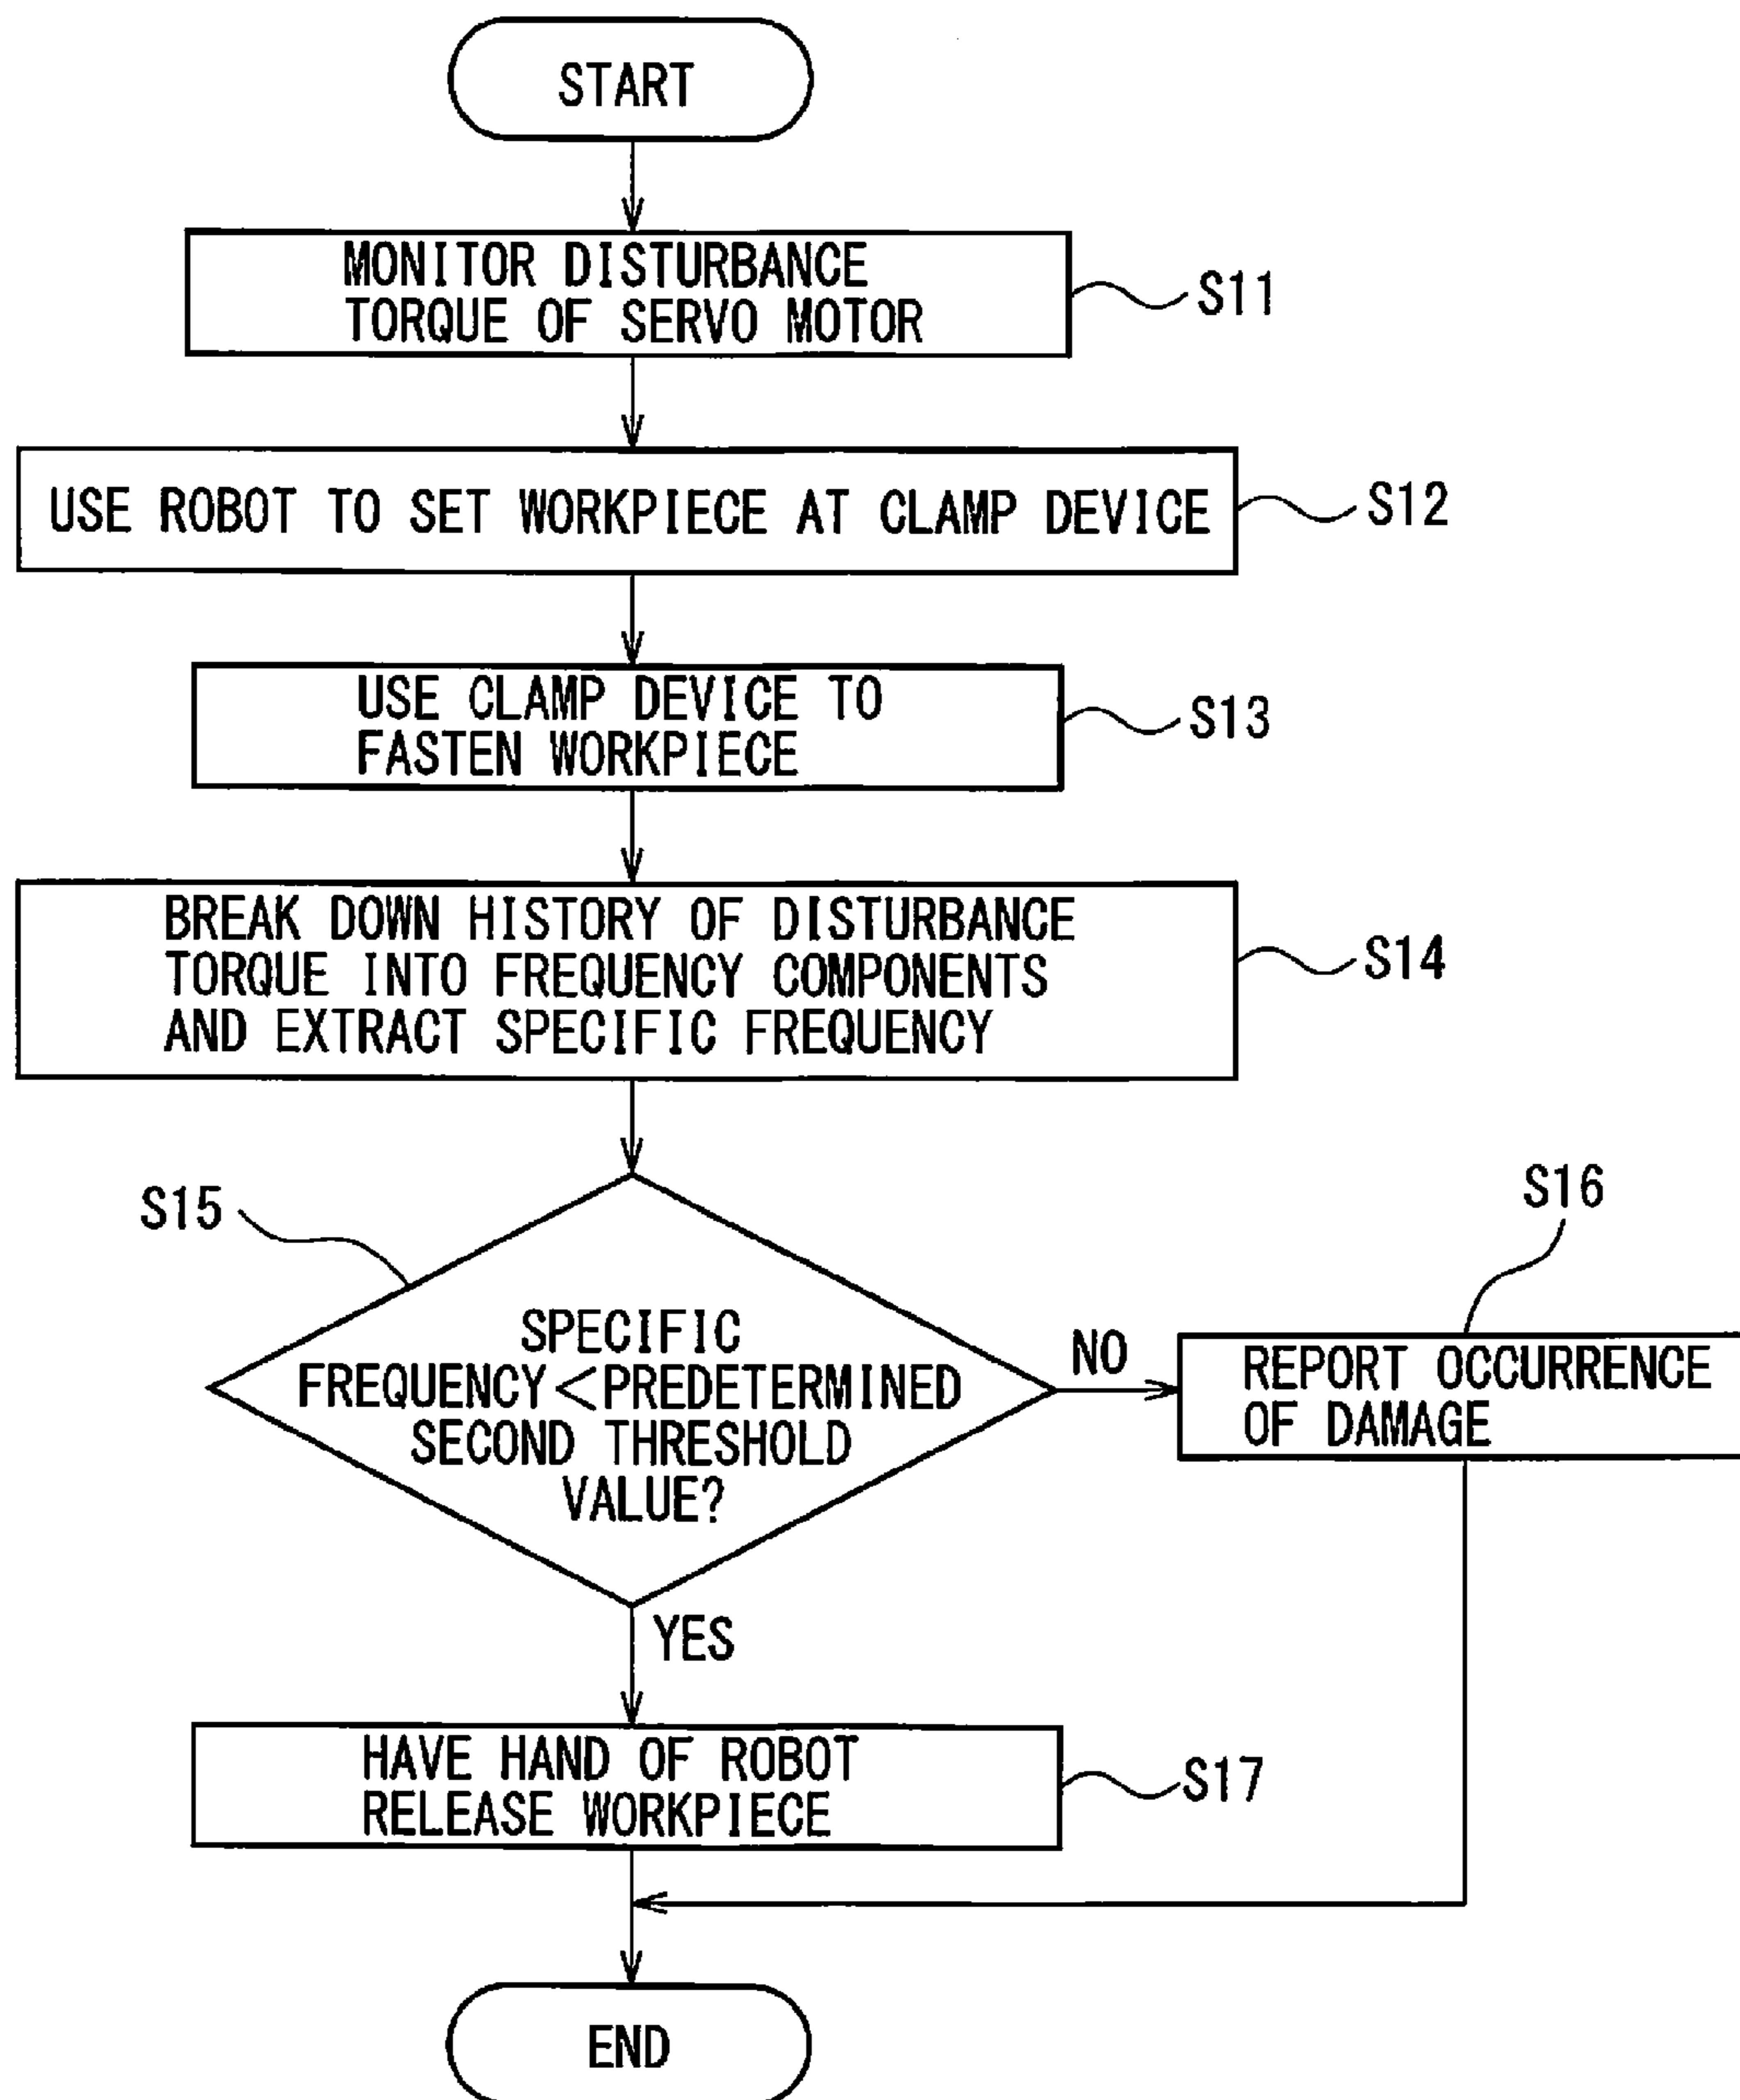 START
MONITOR DISTURBANCE
TORQUE OF SERVO MOTOR
S11
USE ROBOT TO SET WORKPIECE AT CLAMP DEVICE
S12
USE CLAMP DEVICE TO
FASTEN WORKPIECE
S13
BREAK DOWN HISTORY OF DISTURBANCE
TORQUE INTO FREQUENCY COMPONENTS
AND EXTRACT SPECIFIC FREQUENCY
S14
S15
SPECIFIC
FREQUENCY<PREDETERMINED
SECOND THRESHOLD
VALUE?
NO
S16
REPORT OCCURRENCE
OF DAMAGE
YES
HAVE HAND OF ROBOT
RELEASE WORKPIECE
S17
END